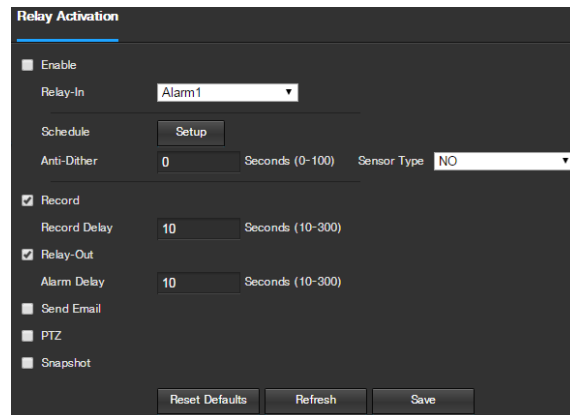 Relay Activation
Enable
Relay-In Alarm1
Schedule Setup
Anti-Dither 0 Seconds (0-100) Sensor Type NO
Record
Record Delay 10 Seconds (10-300)
Relay-Out
Alarm Delay 10 Seconds (10-300)
Send Email
PTZ
Snapshot
Reset Defaults Refresh Save